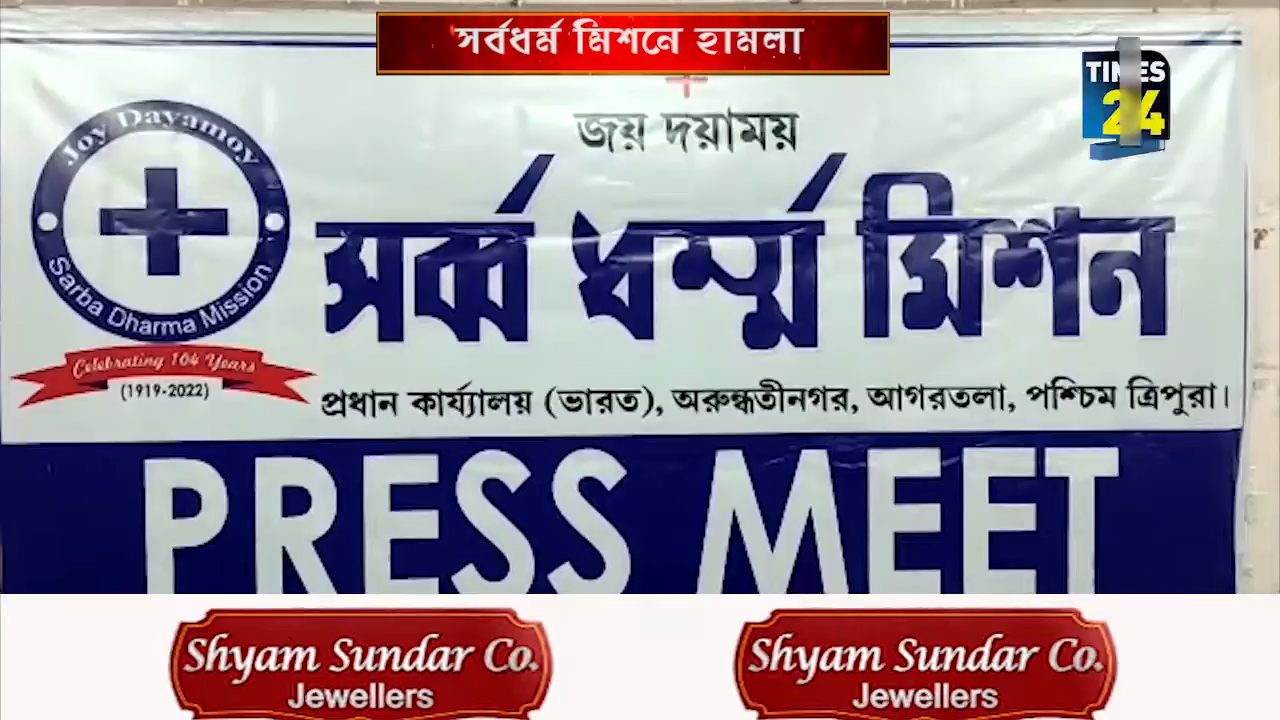 সর্বধর্ম মিশনে হামলা
TIMES
24
জয় দয়াময়
Joy Dayamoy
Sarba Dharma Mission
সর্ব্ব ধর্ম্ম মিশন
Celebrating 104 Years
(1919-2022)
প্রধান কার্য্যালয় (ভারত), অরুন্ধতীনগর, আগরতলা, পশ্চিম ত্রিপুরা।
PRESS MEET
Shyam Sundar Co.
Jewellers
Shyam Sundar Co.
Jewellers